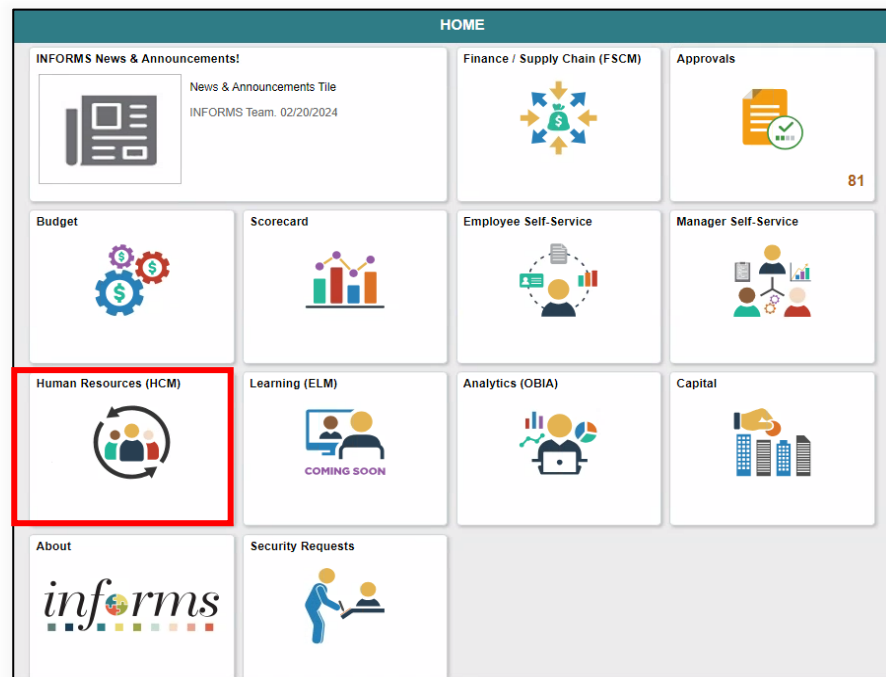 HOME
INFORMS News & Announcements!
News & Announcements Tile
INFORMS Team. 02/20/2024
Finance / Supply Chain (FSCM)
Approvals
81
Budget
Scorecard
Employee Self-Service
Manager Self-Service
Human Resources (HCM)
Learning (ELM)
COMING SOON
Analytics (OBIA)
Capital
About
informs
Security Requests